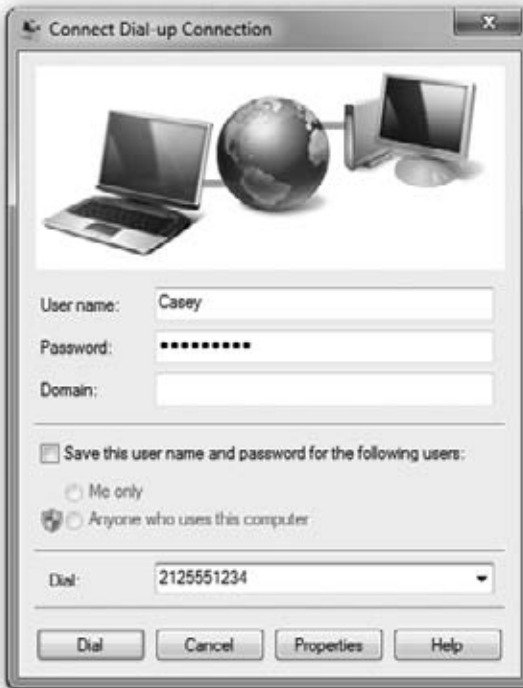 Connect Dial-up Connection
User name: Casey
Password: •••••••••
Domain:
Save this user name and password for the following users:
Me only
Anyone who uses this computer
Dial: 2125551234
Dial Cancel Properties Help